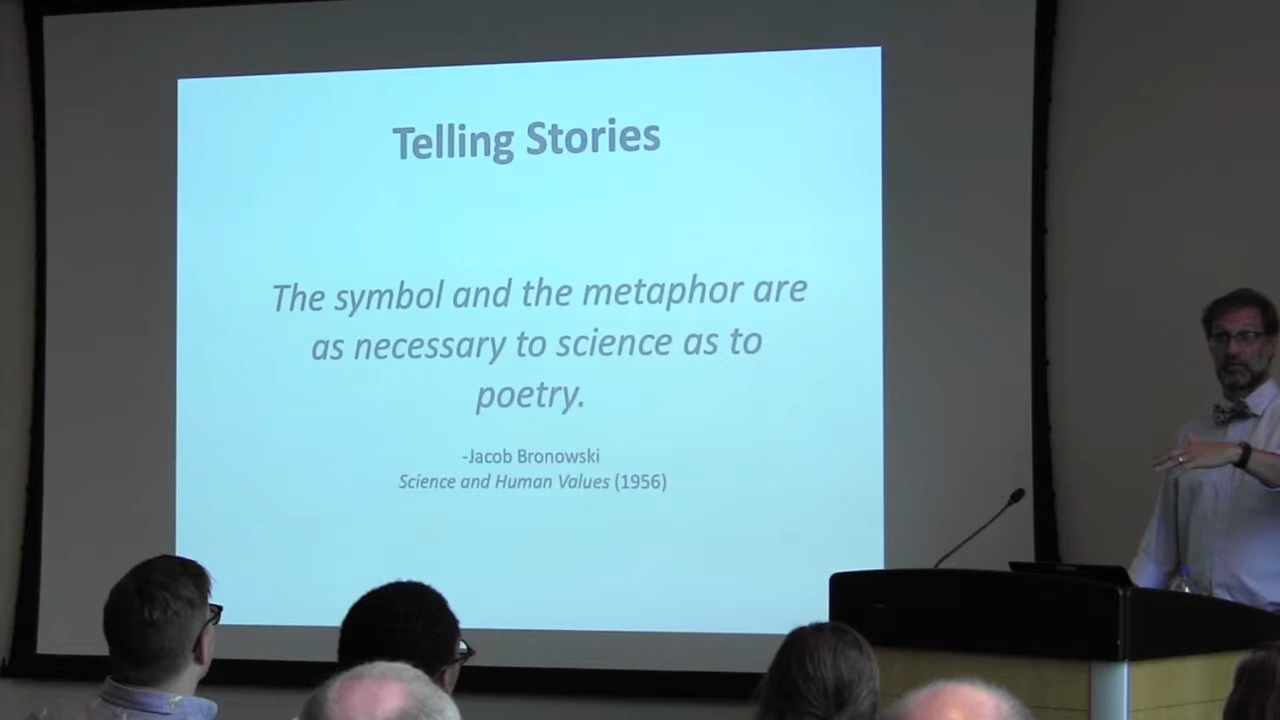 Telling Stories
The symbol and the metaphor are
as necessary to science as to
poetry.
-Jacob Bronowski
Science and Human Values (1956)